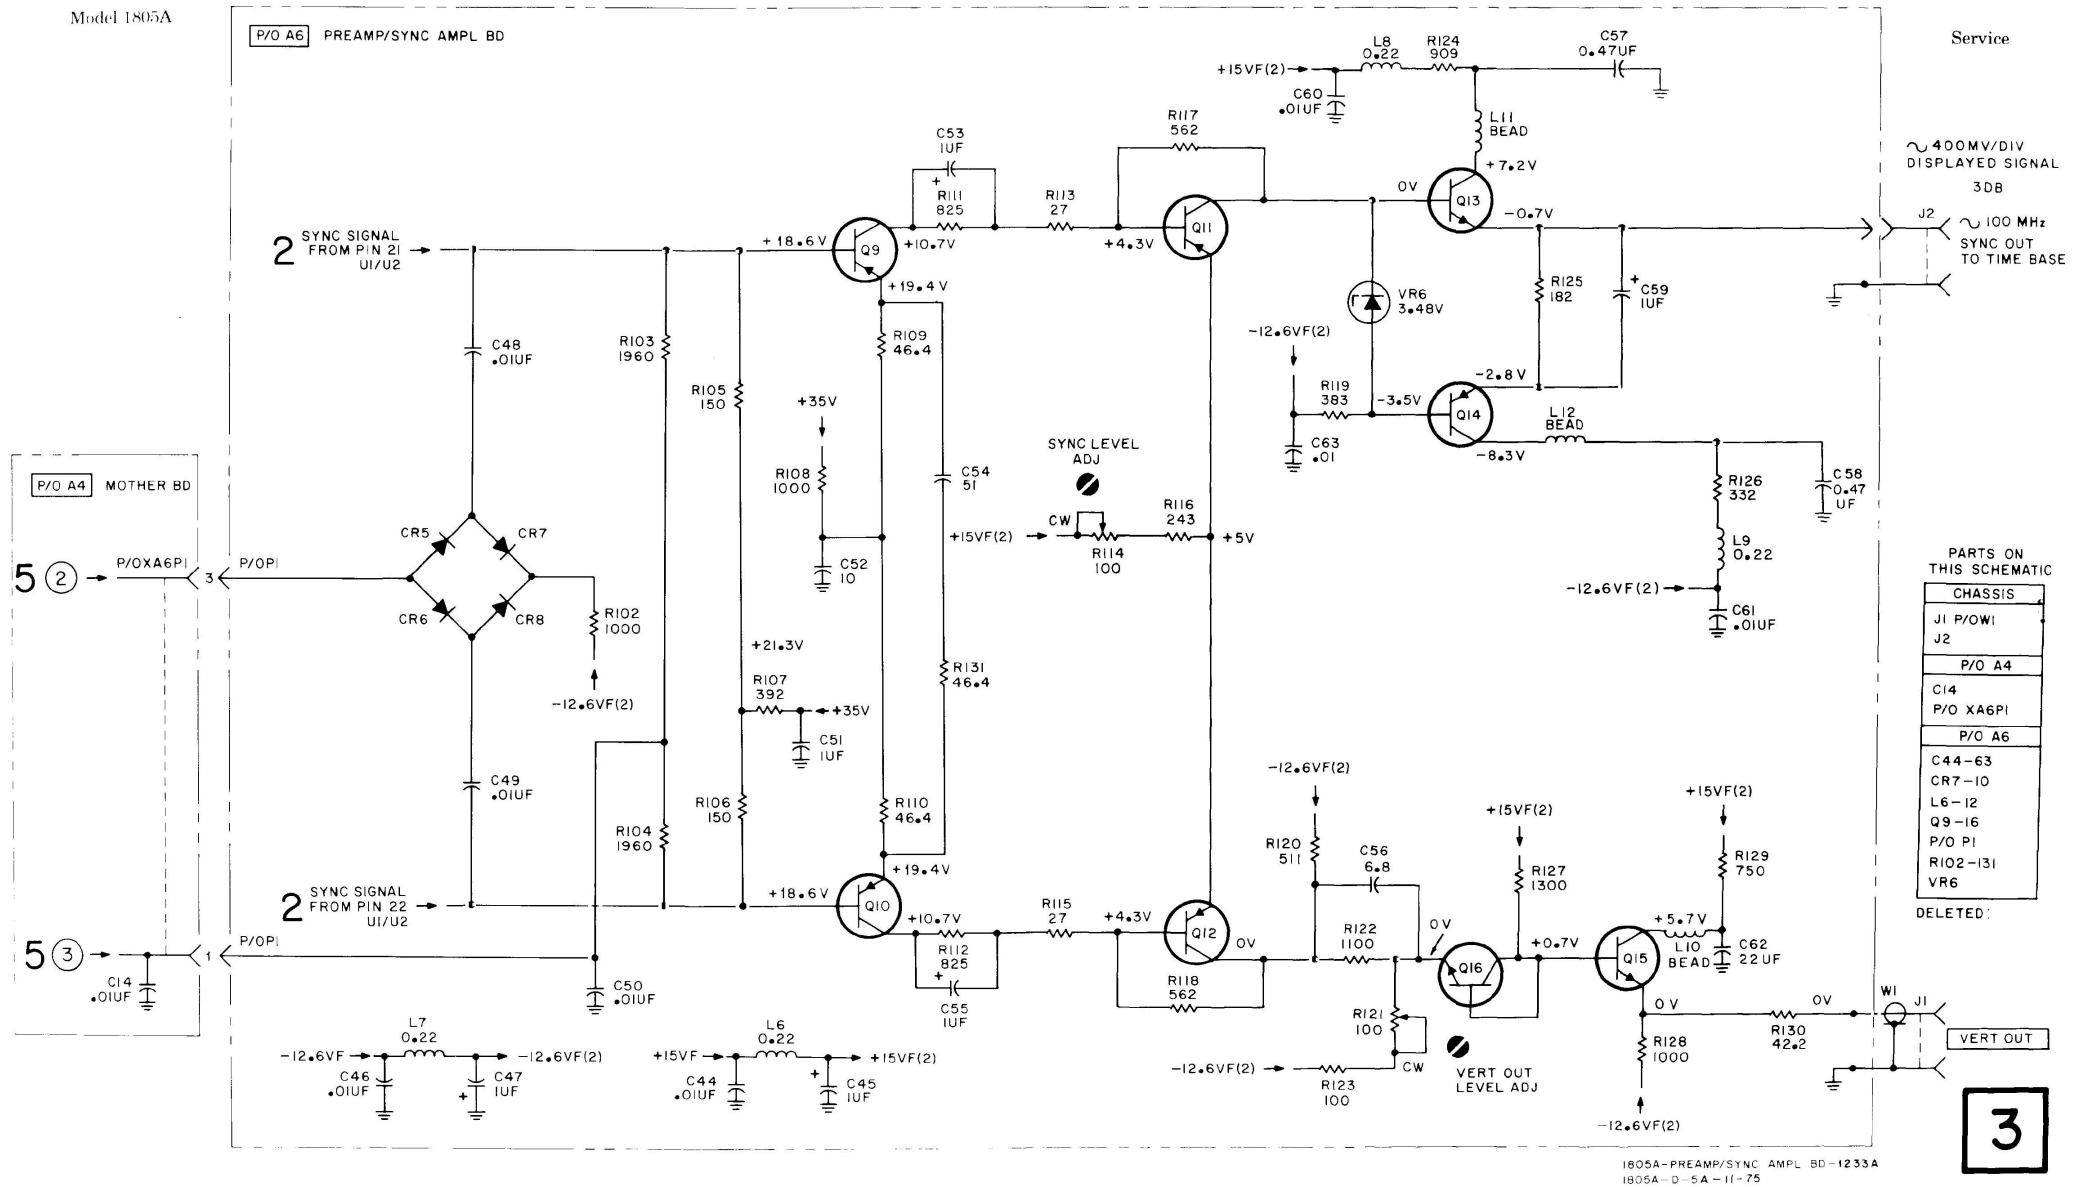 Model 1805A
Service
P/O A6 PREAMP/SYNC AMPL BD
L8
0.22
R124
909
C57
0.47UF
+15VF(2)
C60
.01UF
L11
BEAD
+7.2V
R117
562
C53
1UF
+
R111
825
R113
27
0V
Q13
-0.7V
~400MV/DIV
DISPLAYED SIGNAL
3DB
~100 MHz
SYNC OUT
TO TIME BASE
J2
2
SYNC SIGNAL
FROM PIN 21
U1/U2
+18.6V
Q9
+10.7V
+4.3V
Q11
+19.4V
R125
182
+
C59
1UF
VR6
3.48V
-12.6VF(2)
R109
46.4
C48
.01UF
R103
1960
R105
150
+35V
R119
383
-3.5V
-2.8V
Q14
-8.3V
L12
BEAD
C63
.01
SYNC LEVEL
ADJ
R108
1000
C54
51
R126
332
C58
0.47
UF
P/O A4 MOTHER BD
CR5
CR7
CW
R116
243
+15VF(2)
R114
100
+5V
L9
0.22
5 2
P/OXA6P1
3
P/OP1
C52
10
-12.6VF(2)
C61
.01UF
CR6
CR8
R102
1000
-12.6VF(2)
+21.3V
R107
392
+35V
C51
1UF
R131
46.4
PARTS ON
THIS SCHEMATIC
CHASSIS
J1 P/OW1
J2
P/O A4
C14
P/O XA6P1
P/O A6
C44-63
CR7-10
L6-12
Q9-16
P/O P1
R102-131
VR6
DELETED:
C49
.01UF
R106
150
R104
1960
R110
46.4
+19.4V
-12.6VF(2)
R120
511
C56
6.8
+15VF(2)
R127
1300
+15VF(2)
R129
750
2
SYNC SIGNAL
FROM PIN 22
U1/U2
+18.6V
Q10
+10.7V
R112
825
+
C55
1UF
R115
27
+4.3V
Q12
0V
R118
562
R122
1100
0V
Q16
+0.7V
Q15
+5.7V
L10
BEAD
C62
22UF
5 3
P/OP1
1
C14
.01UF
C50
.01UF
R121
100
CW
-12.6VF(2)
R123
100
VERT OUT
LEVEL ADJ
0V
R128
1000
-12.6VF(2)
R130
42.2
0V
W1
J1
VERT OUT
L7
0.22
-12.6VF
-12.6VF(2)
C46
.01UF
+
C47
1UF
L6
0.22
+15VF
+15VF(2)
C44
.01UF
+
C45
1UF
3
1805A-PREAMP/SYNC AMPL BD-1233A
1805A-D-5A-11-75